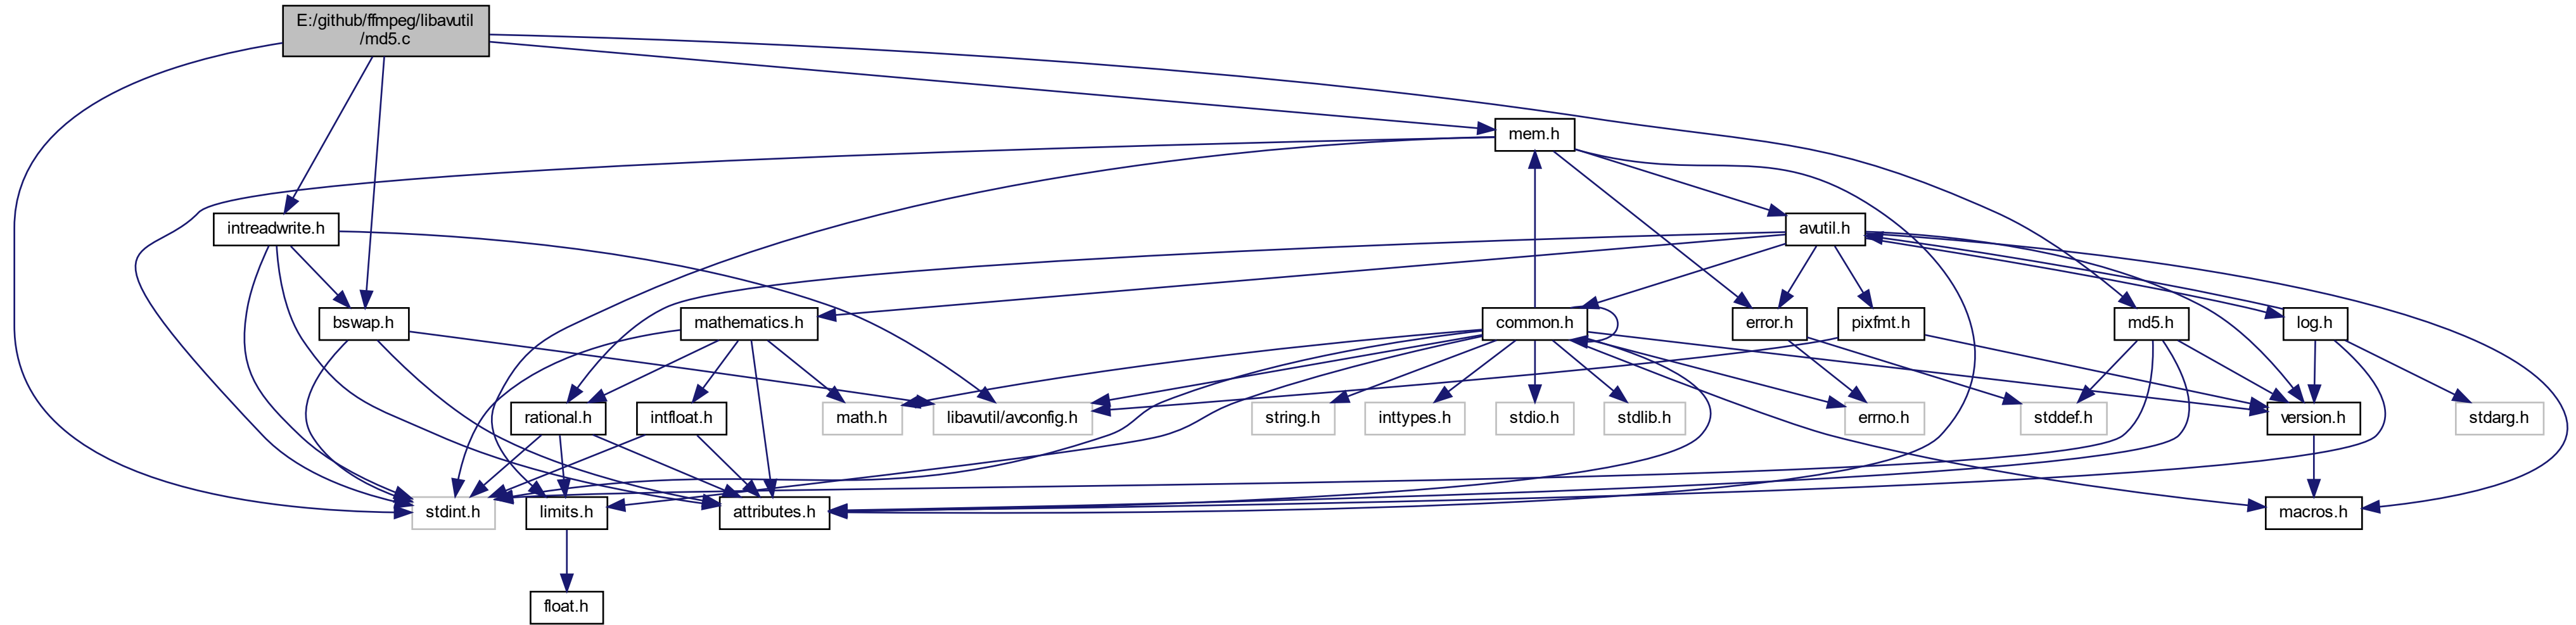 E:/github/ffmpeg/libavutil
/md5.c
mem.h
intreadwrite.h
avutil.h
bswap.h
mathematics.h
common.h
error.h
pixfmt.h
md5.h
log.h
rational.h
intfloat.h
math.h
libavutil/avconfig.h
string.h
inttypes.h
stdio.h
stdlib.h
errno.h
stddef.h
version.h
stdarg.h
stdint.h
limits.h
attributes.h
macros.h
float.h